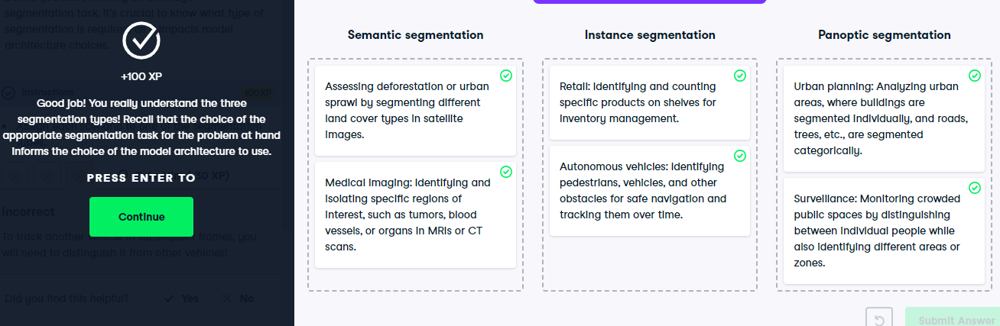 segmentation task, it's crucial to know what type of
segmentation is require
impacts model
architecture choices.
+100 XP
Instructions
100XP
Good job! You really understand the three
segmentation types! Recall that the choice of the
appropriate segmentation task for the problem at hand
informs the choice of the model architecture to use.
PRESS ENTER TO
Continue
Incorrect
To track another vehicle in subsequent frames, you
will need to distinguish it from other vehicles!
Did you find this helpful?
Yes
No
Semantic segmentation
Assessing deforestation or urban
sprawl by segmenting different
land cover types in satellite
images.
Medical imaging: Identifying and
isolating specific regions of
interest, such as tumors, blood
vessels, or organs in MRIs or CT
scans.
Instance segmentation
Retail: Identifying and counting
specific products on shelves for
inventory management.
Autonomous vehicles: Identifying
pedestrians, vehicles, and other
obstacles for safe navigation and
tracking them over time.
Panoptic segmentation
Urban planning: Analyzing urban
areas, where buildings are
segmented individually, and roads,
trees, etc., are segmented
categorically.
Surveillance: Monitoring crowded
public spaces by distinguishing
between individual people while
also identifying different areas or
zones.
Submit Answer